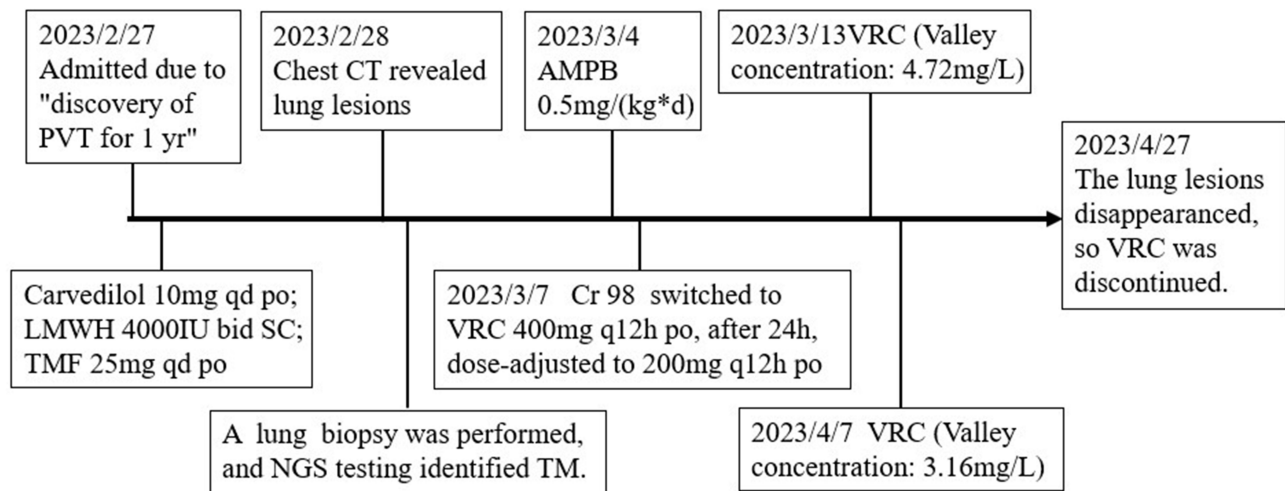 2023/2/27
Admitted due to
"discovery of
PVT for 1 yr"
2023/2/28
Chest CT revealed
lung lesions
2023/3/4
AMPB
0.5mg/(kg*d)
2023/3/13VRC (Valley
concentration: 4.72mg/L)
2023/4/27
The lung lesions
disappearanced,
so VRC was
discontinued.
Carvedilol 10mg qd po;
LMWH 4000IU bid SC;
TMF 25mg qd po
2023/3/7 Cr 98 switched to
VRC 400mg q12h po, after 24h,
dose-adjusted to 200mg q12h po
A lung biopsy was performed,
and NGS testing identified TM.
2023/4/7 VRC (Valley
concentration: 3.16mg/L)